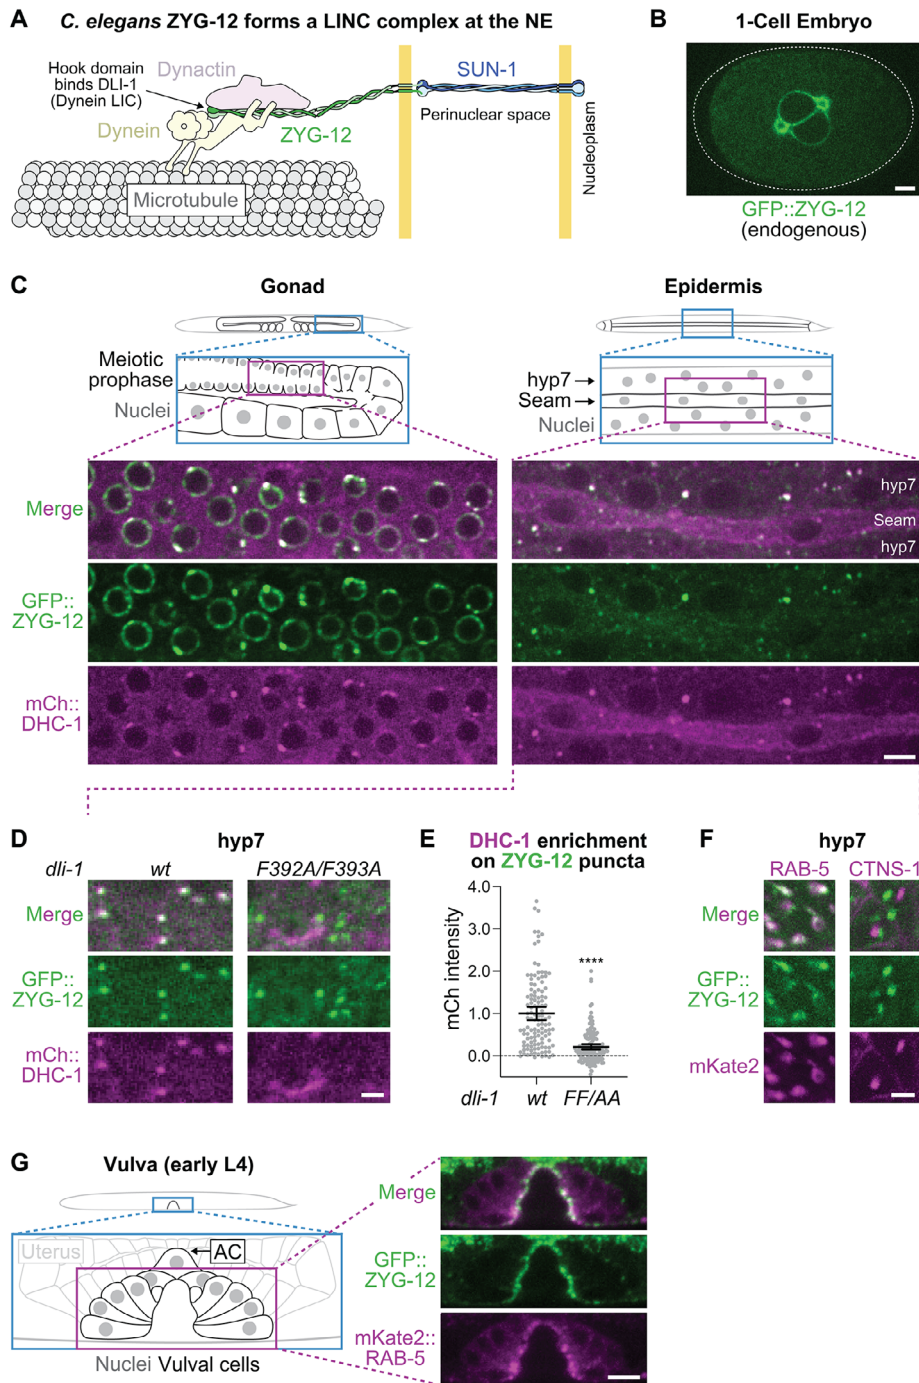 A
C. elegans ZYG-12 forms a LINC complex at the NE
Hook domain
binds DLI-1
(Dynein LIC)
Dynactin
Dynein
ZYG-12
SUN-1
Perinuclear space
Nucleoplasm
Microtubule
B
1-Cell Embryo
GFP::ZYG-12
(endogenous)
C
Gonad
Epidermis
Meiotic
prophase
Nuclei
hyp7
Seam
Nuclei
Merge
hyp7
Seam
hyp7
GFP::
ZYG-12
mCh::
DHC-1
D
hyp7
dli-1
wt
F392A/F393A
Merge
GFP::
ZYG-12
mCh::
DHC-1
E
DHC-1 enrichment
on ZYG-12 puncta
mCh intensity
4.0
3.0
2.0
1.0
0.0
****
dli-1
wt
FF/AA
F
hyp7
RAB-5
CTNS-1
Merge
GFP::
ZYG-12
mKate2
G
Vulva (early L4)
Uterus
AC
Nuclei Vulval cells
Merge
GFP::
ZYG-12
mKate2::
RAB-5